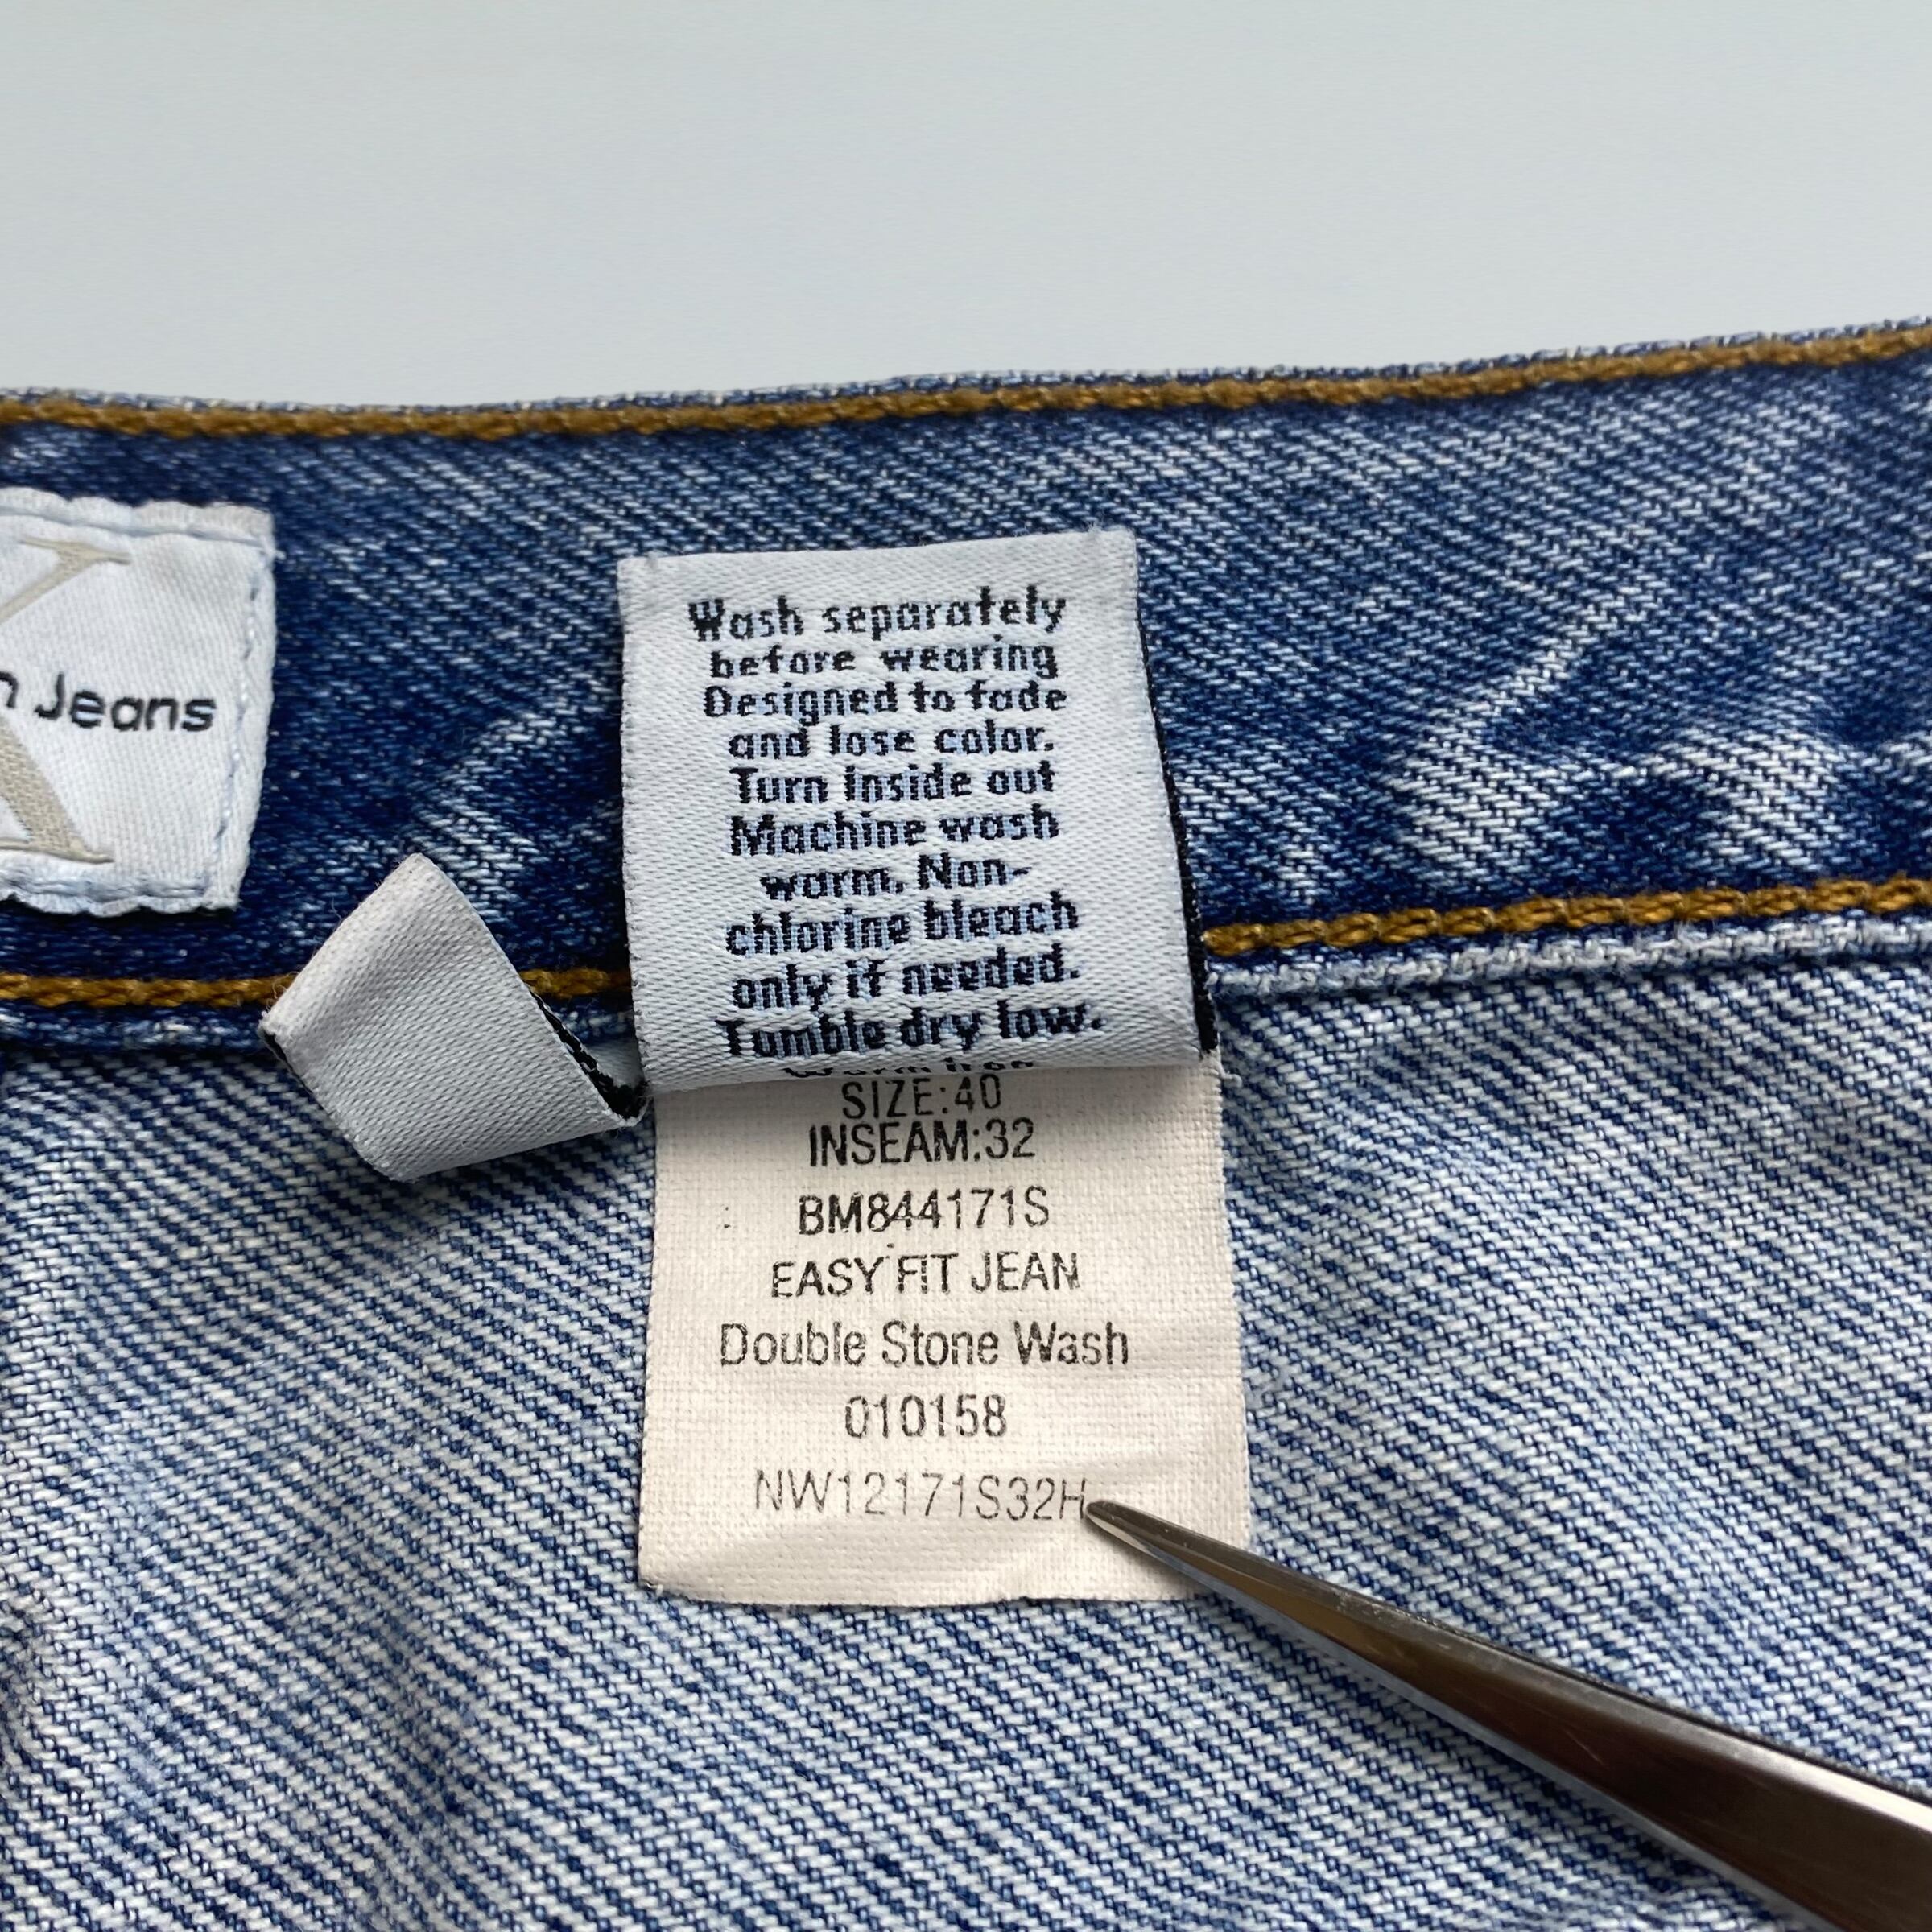 K
n Jeans
Wash separately
before wearing
Designed to fade
and lose color.
Turn inside out
Machine wash
warm. Non-
chlorine bleach
only if needed.
Tumble dry low.
Warm iron
SIZE:40
INSEAM:32
BM844171S
EASY FIT JEAN
Double Stone Wash
010158
NW12171S32H